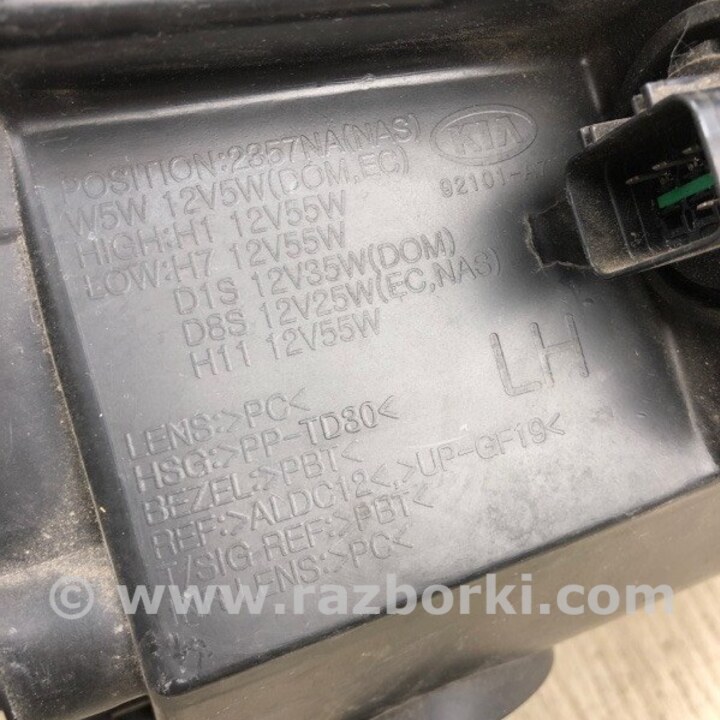 POSITION:2357NA(NAS)
W5W 12V5W(DOM,EC)
HIGH:H1 12V55W
LOW:H7 12V55W
D1S 12V35W(DOM)
D8S 12V25W(EC,NAS)
H11 12V55W
KIA
92101-A7
LH
LENS:>PC<
HSG:>PP-TD30<
BEZEL:>PBT<
REF:>ALDC12<,>UP-GF19<
T/SIG REF:>PBT<
LENS:>PC<
© www.razborki.com